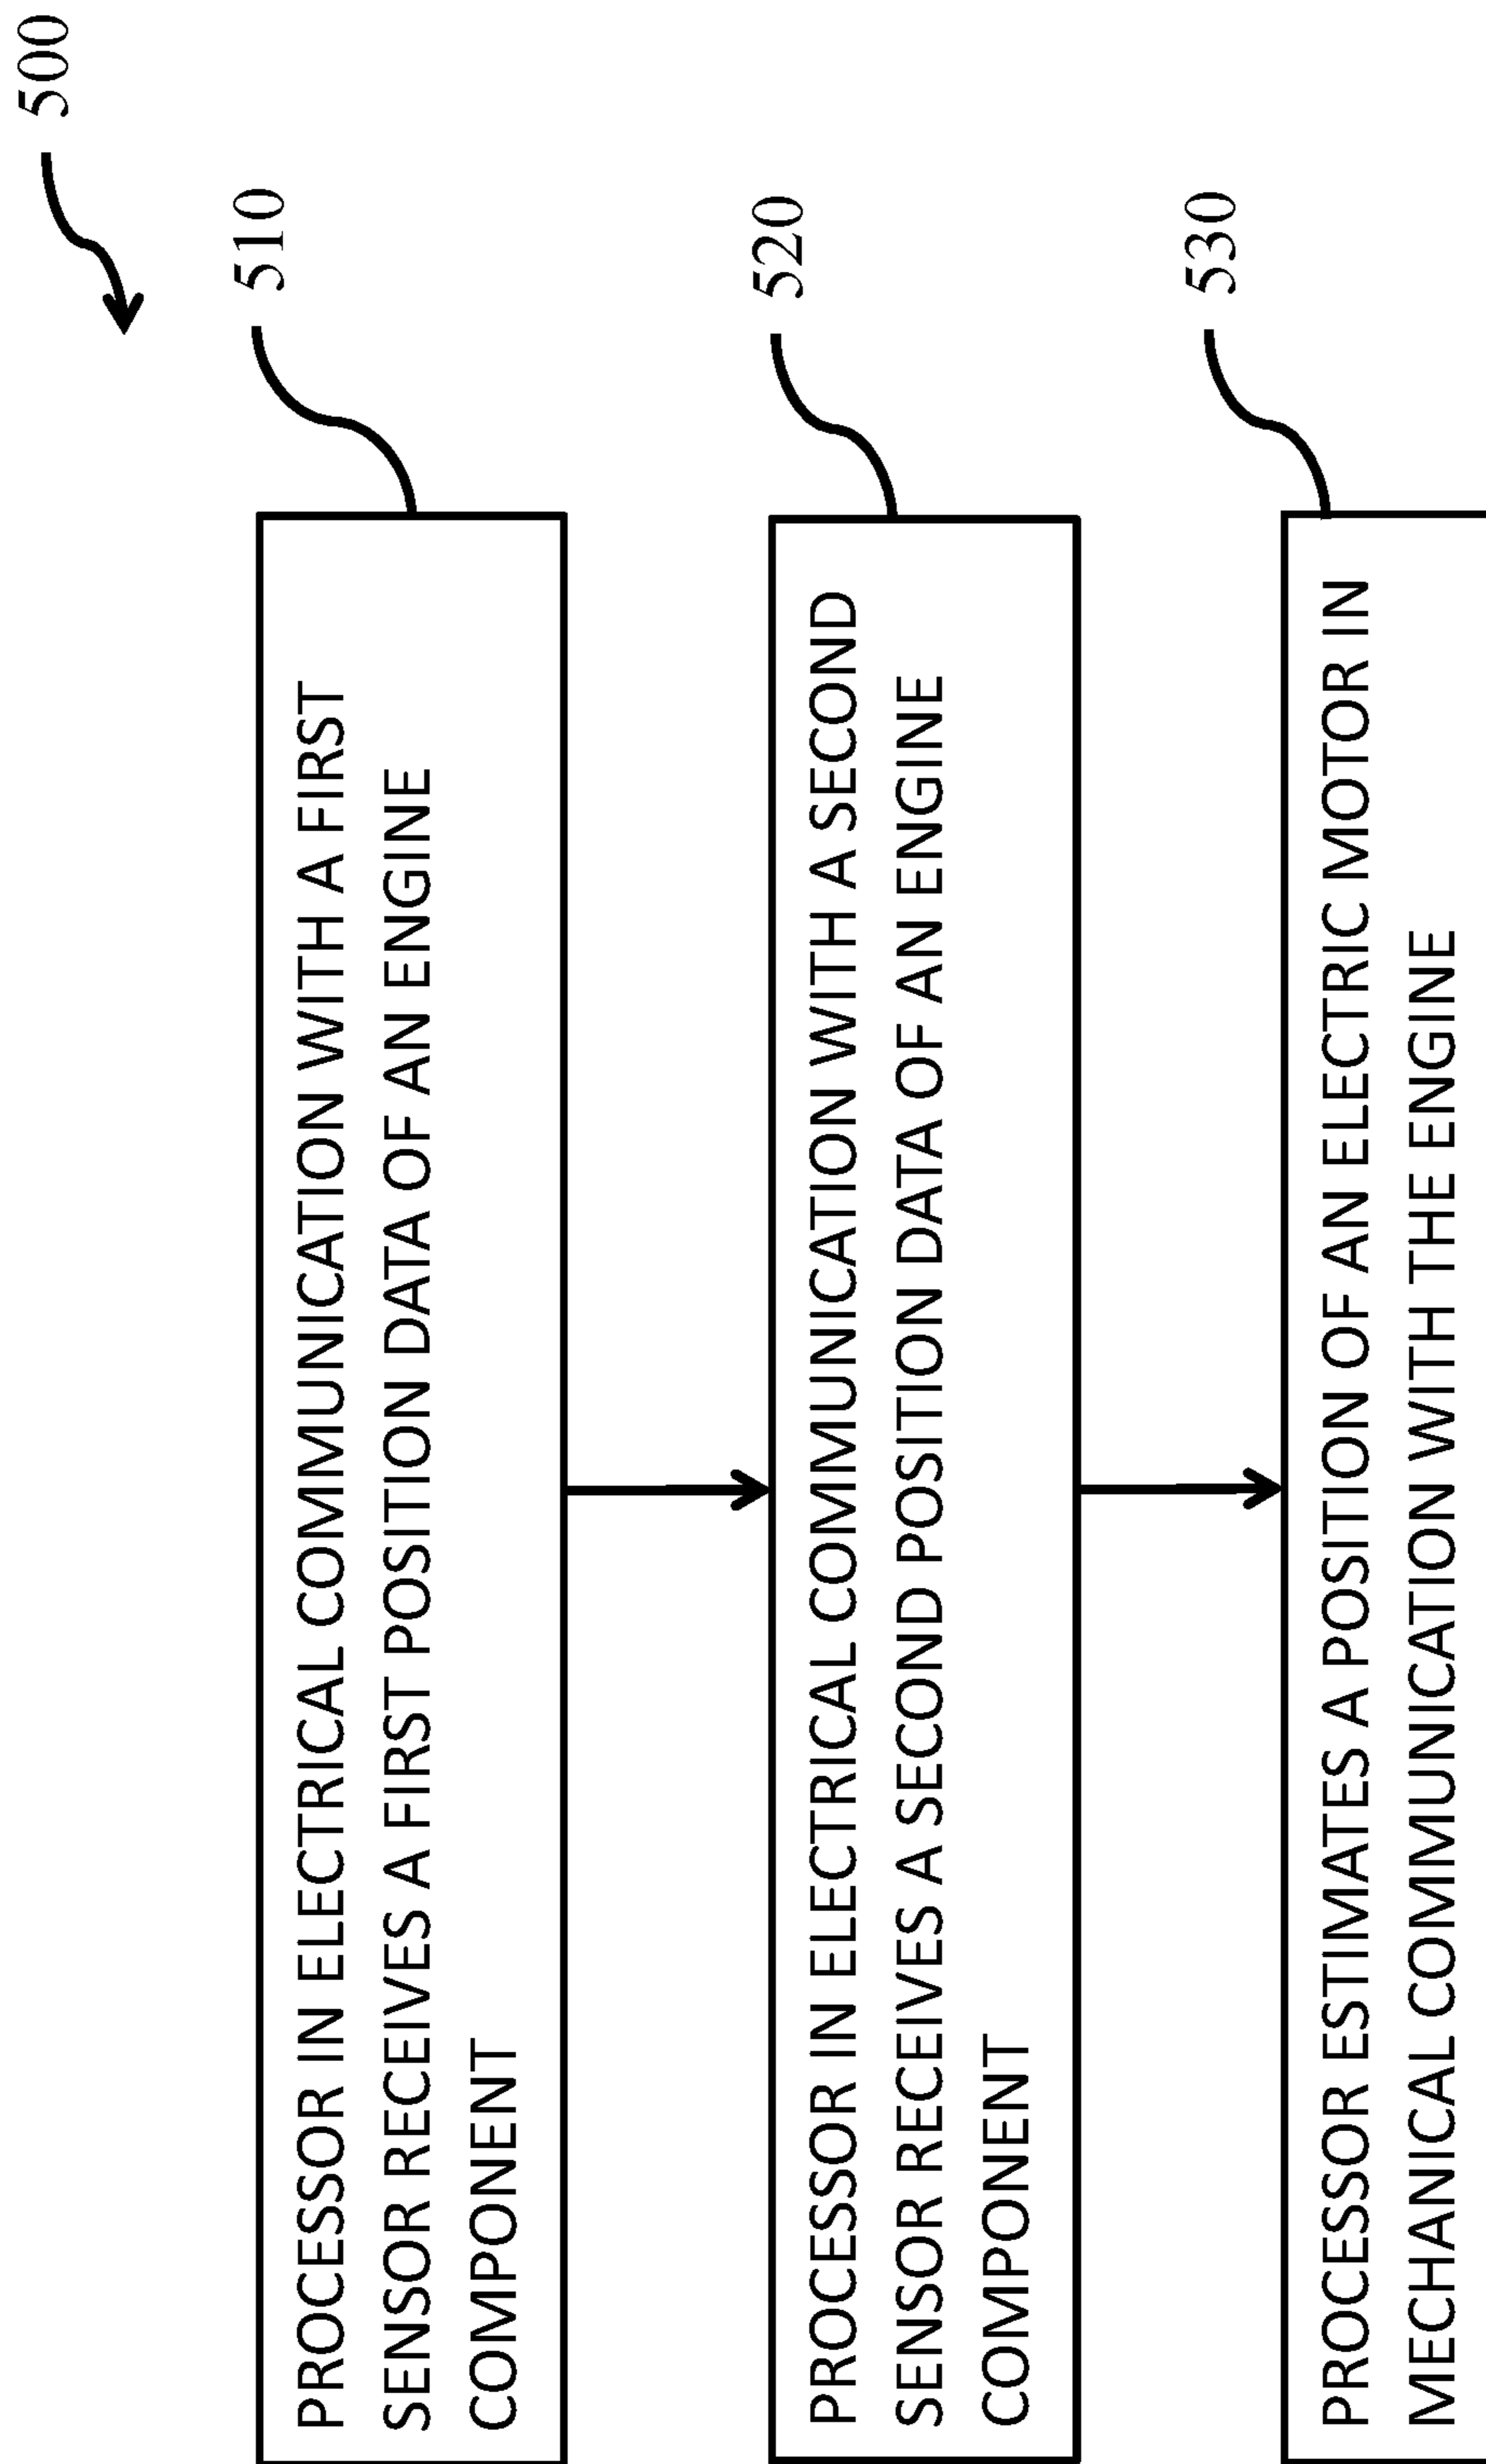 500
510
PROCESSOR IN ELECTRICAL COMMUNICATION WITH A FIRST
SENSOR RECEIVES A FIRST POSITION DATA OF AN ENGINE
COMPONENT
520
PROCESSOR IN ELECTRICAL COMMUNICATION WITH A SECOND
SENSOR RECEIVES A SECOND POSITION DATA OF AN ENGINE
COMPONENT
530
PROCESSOR ESTIMATES A POSITION OF AN ELECTRIC MOTOR IN
MECHANICAL COMMUNICATION WITH THE ENGINE